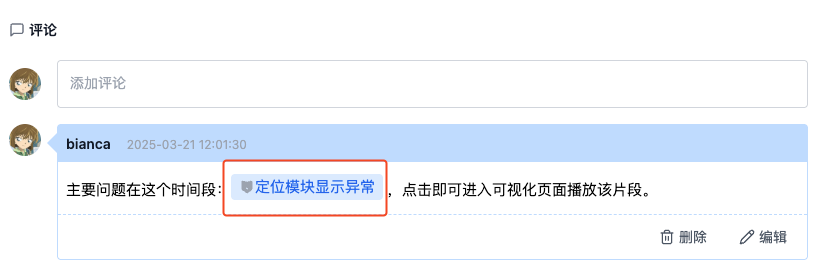 评论
添加评论
bianca 2025-03-21 12:01:30
主要问题在这个时间段：定位模块显示异常，点击即可进入可视化页面播放该片段。
删除 编辑